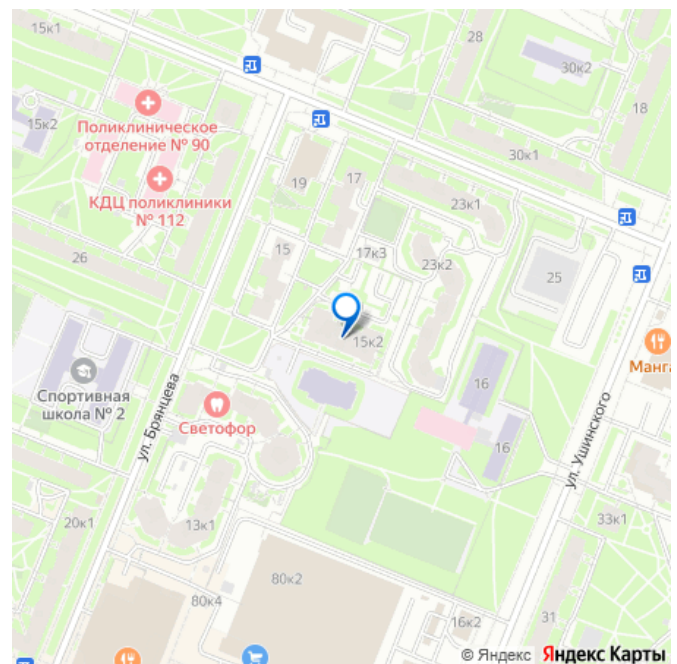 15к1
28
30к2
18
15к2
Поликлиническое
отделение № 90
30к1
КДЦ поликлиники
№ 112
19
17
23к1
26
15
17к3
23к2
25
15к2
Спортивная
школа № 2
ул. Брянцева
Светофор
16
Манга
16
ул. Ушинского
20к1
13к1
33к1
80к2
80к4
16к2
31
© Яндекс Яндекс Карты